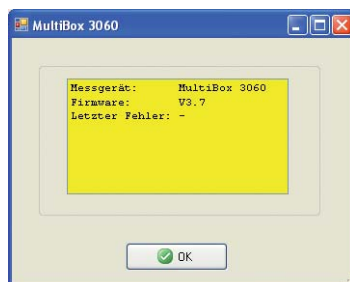 MultiBox 3060
Messgerät: MultiBox 3060
Firmware: V3.7
Letzter Fehler: -
OK